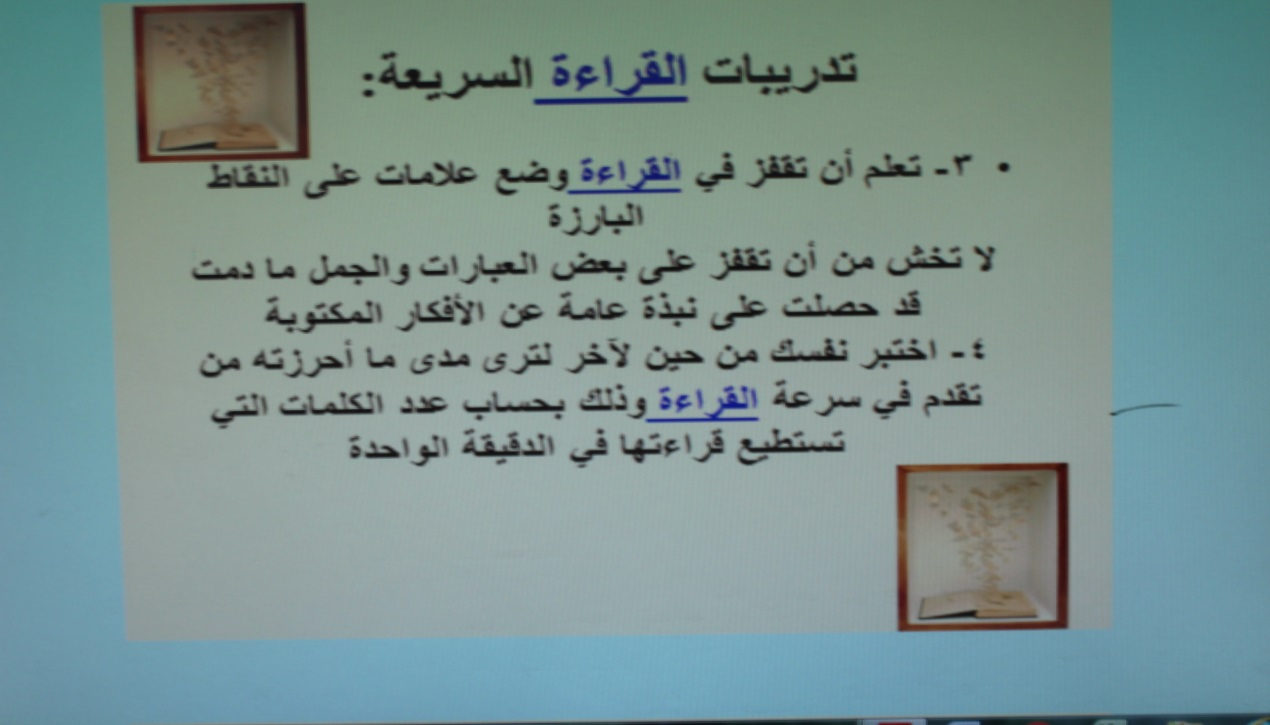 تدريبات القراءة السريعة:
• ٣- تعلم أن تقفز في القراءة وضع علامات على النقاط
البارزة
لا تخش من أن تقفز على بعض العبارات والجمل ما دمت
قد حصلت على نبذة عامة عن الأفكار المكتوبة
٤- اختبر نفسك من حين لآخر لترى مدى ما أحرزته من
تقدم في سرعة القراءة وذلك بحساب عدد الكلمات التي
تستطيع قراءتها في الدقيقة الواحدة